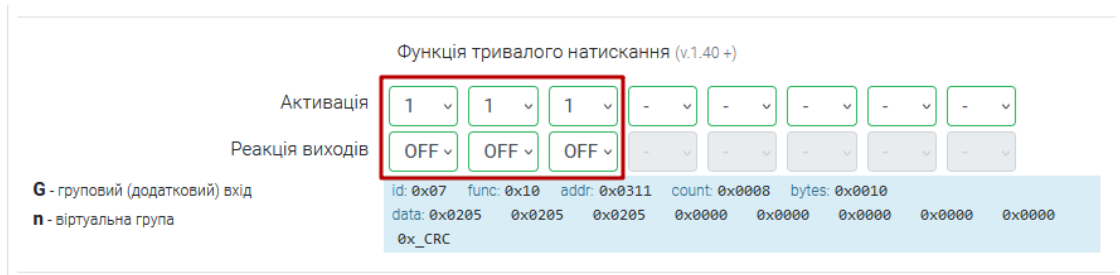 Функція тривалого натискання (v.1.40 +)
Активація 1 1 1 - - - - -
Реакція виходів OFF OFF OFF - - - - -
G - груповий (додатковий) вхід
n - віртуальна група
id: 0x07 func: 0x10 addr: 0x0311 count: 0x0008 bytes: 0x0010
data: 0x0205 0x0205 0x0205 0x0000 0x0000 0x0000 0x0000 0x0000
0x_CRC